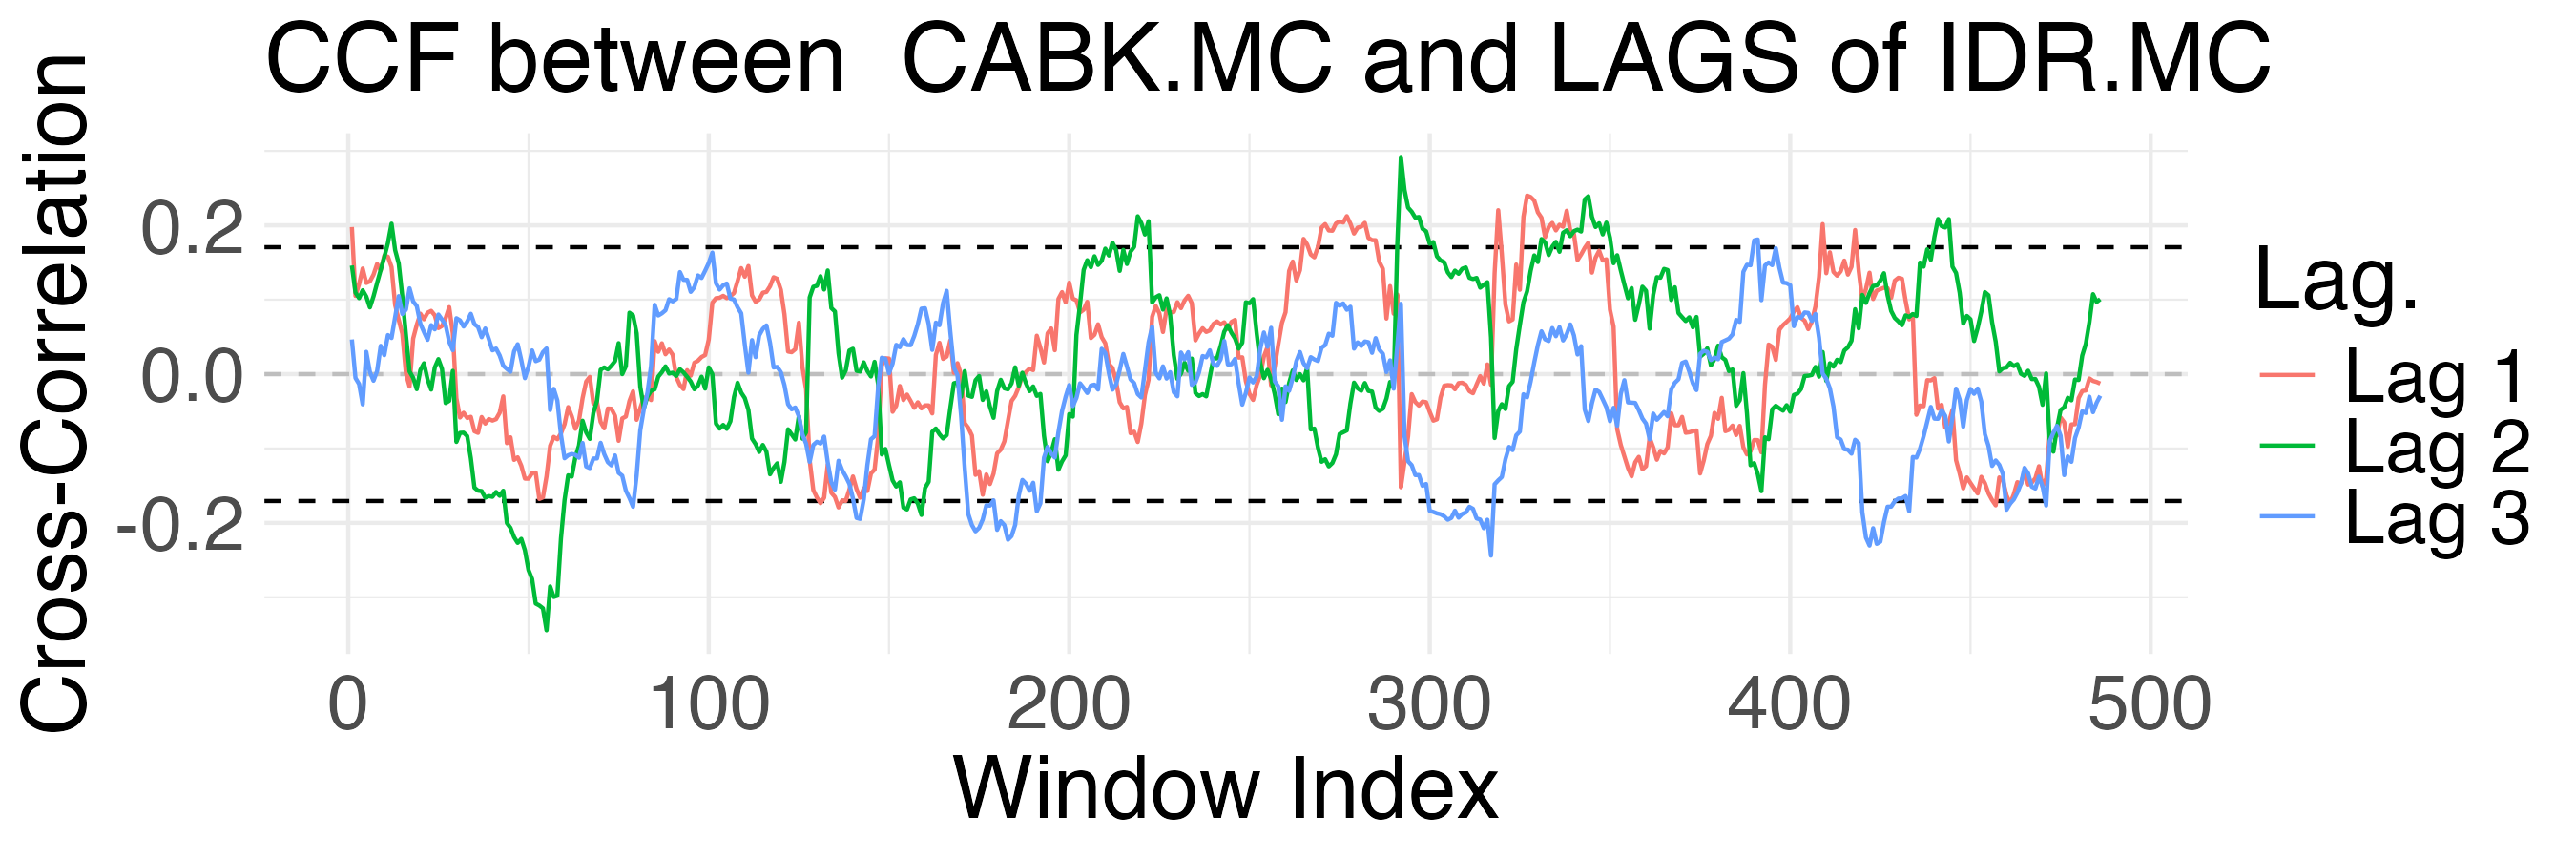 CCF between  CABK.MC and LAGS of IDR.MC
Cross-Correlation
0.2
0.0
-0.2
0 100 200 300 400 500
Window Index
Lag.
Lag 1
Lag 2
Lag 3